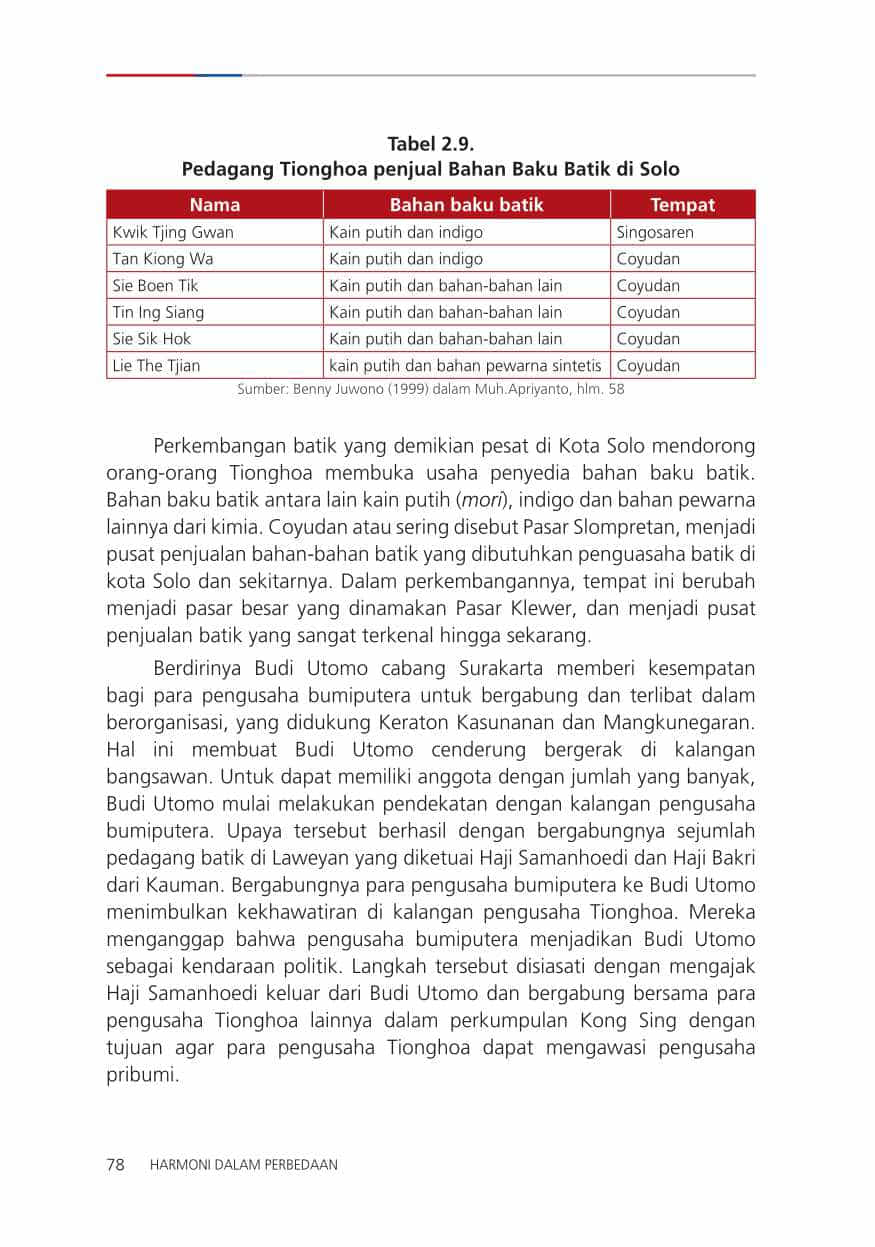 Tabel 2.9.
Pedagang Tionghoa penjual Bahan Baku Batik di Solo
Nama Bahan baku batik Tempat
Kwik Tjing Gwan Kain putih dan indigo Singosaren
Tan Kiong Wa Kain putih dan indigo Coyudan
Sie Boen Tik Kain putih dan bahan-bahan lain Coyudan
Tin Ing Siang Kain putih dan bahan-bahan lain Coyudan
Sie Sik Hok Kain putih dan bahan-bahan lain Coyudan
Lie The Tjian kain putih dan bahan pewarna sintetis Coyudan
Sumber: Benny Juwono (1999) dalam Muh.Apriyanto, hlm. 58
Perkembangan batik yang demikian pesat di Kota Solo mendorong
orang-orang Tionghoa membuka usaha penyedia bahan baku batik.
Bahan baku batik antara lain kain putih (mori), indigo dan bahan pewarna
lainnya dari kimia. Coyudan atau sering disebut Pasar Slompretan, menjadi
pusat penjualan bahan-bahan batik yang dibutuhkan penguasaha batik di
kota Solo dan sekitarnya. Dalam perkembangannya, tempat ini berubah
menjadi pasar besar yang dinamakan Pasar Klewer, dan menjadi pusat
penjualan batik yang sangat terkenal hingga sekarang.
Berdirinya Budi Utomo cabang Surakarta memberi kesempatan
bagi para pengusaha bumiputera untuk bergabung dan terlibat dalam
berorganisasi, yang didukung Keraton Kasunanan dan Mangkunegaran.
Hal ini membuat Budi Utomo cenderung bergerak di kalangan
bangsawan. Untuk dapat memiliki anggota dengan jumlah yang banyak,
Budi Utomo mulai melakukan pendekatan dengan kalangan pengusaha
bumiputera. Upaya tersebut berhasil dengan bergabungnya sejumlah
pedagang batik di Laweyan yang diketuai Haji Samanhoedi dan Haji Bakri
dari Kauman. Bergabungnya para pengusaha bumiputera ke Budi Utomo
menimbulkan kekhawatiran di kalangan pengusaha Tionghoa. Mereka
menganggap bahwa pengusaha bumiputera menjadikan Budi Utomo
sebagai kendaraan politik. Langkah tersebut disiasati dengan mengajak
Haji Samanhoedi keluar dari Budi Utomo dan bergabung bersama para
pengusaha Tionghoa lainnya dalam perkumpulan Kong Sing dengan
tujuan agar para pengusaha Tionghoa dapat mengawasi pengusaha
pribumi.
78 HARMONI DALAM PERBEDAAN